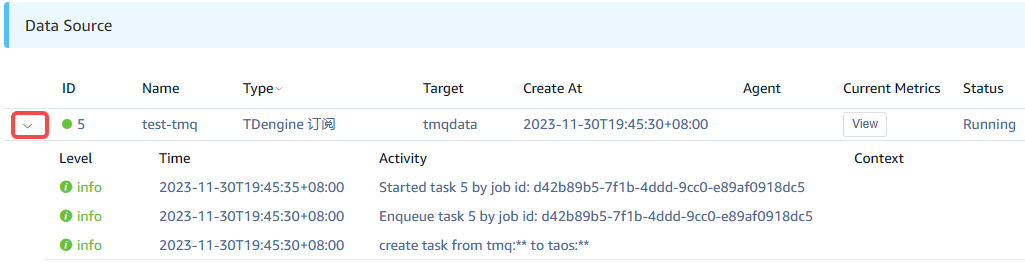 Data Source
ID Name Type Target Create At Agent Current Metrics Status
5 test-tmq TDengine 订阅 tmqdata 2023-11-30T19:45:30+08:00 View Running
Level Time Activity Context
info 2023-11-30T19:45:35+08:00 Started task 5 by job id: d42b89b5-7f1b-4ddd-9cc0-e89af0918dc5
info 2023-11-30T19:45:30+08:00 Enqueue task 5 by job id: d42b89b5-7f1b-4ddd-9cc0-e89af0918dc5
info 2023-11-30T19:45:30+08:00 create task from tmq:** to taos:**